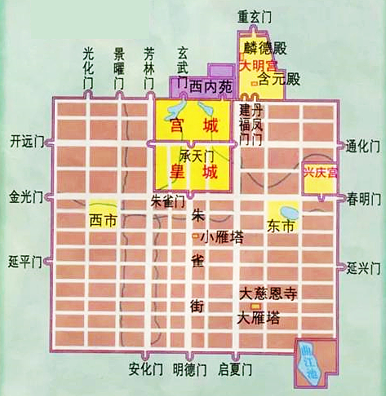 重玄门
光化门
景曜门
芳林门
玄武门
西内苑
麟德殿
大明宫
含元殿
建福门
丹凤门
宫城
承天门
皇城
开远门
通化门
兴庆宫
金光门
朱雀门
春明门
西市
朱雀街
小雁塔
东市
延平门
延兴门
大慈恩寺
大雁塔
安化门
明德门
启夏门
曲江池